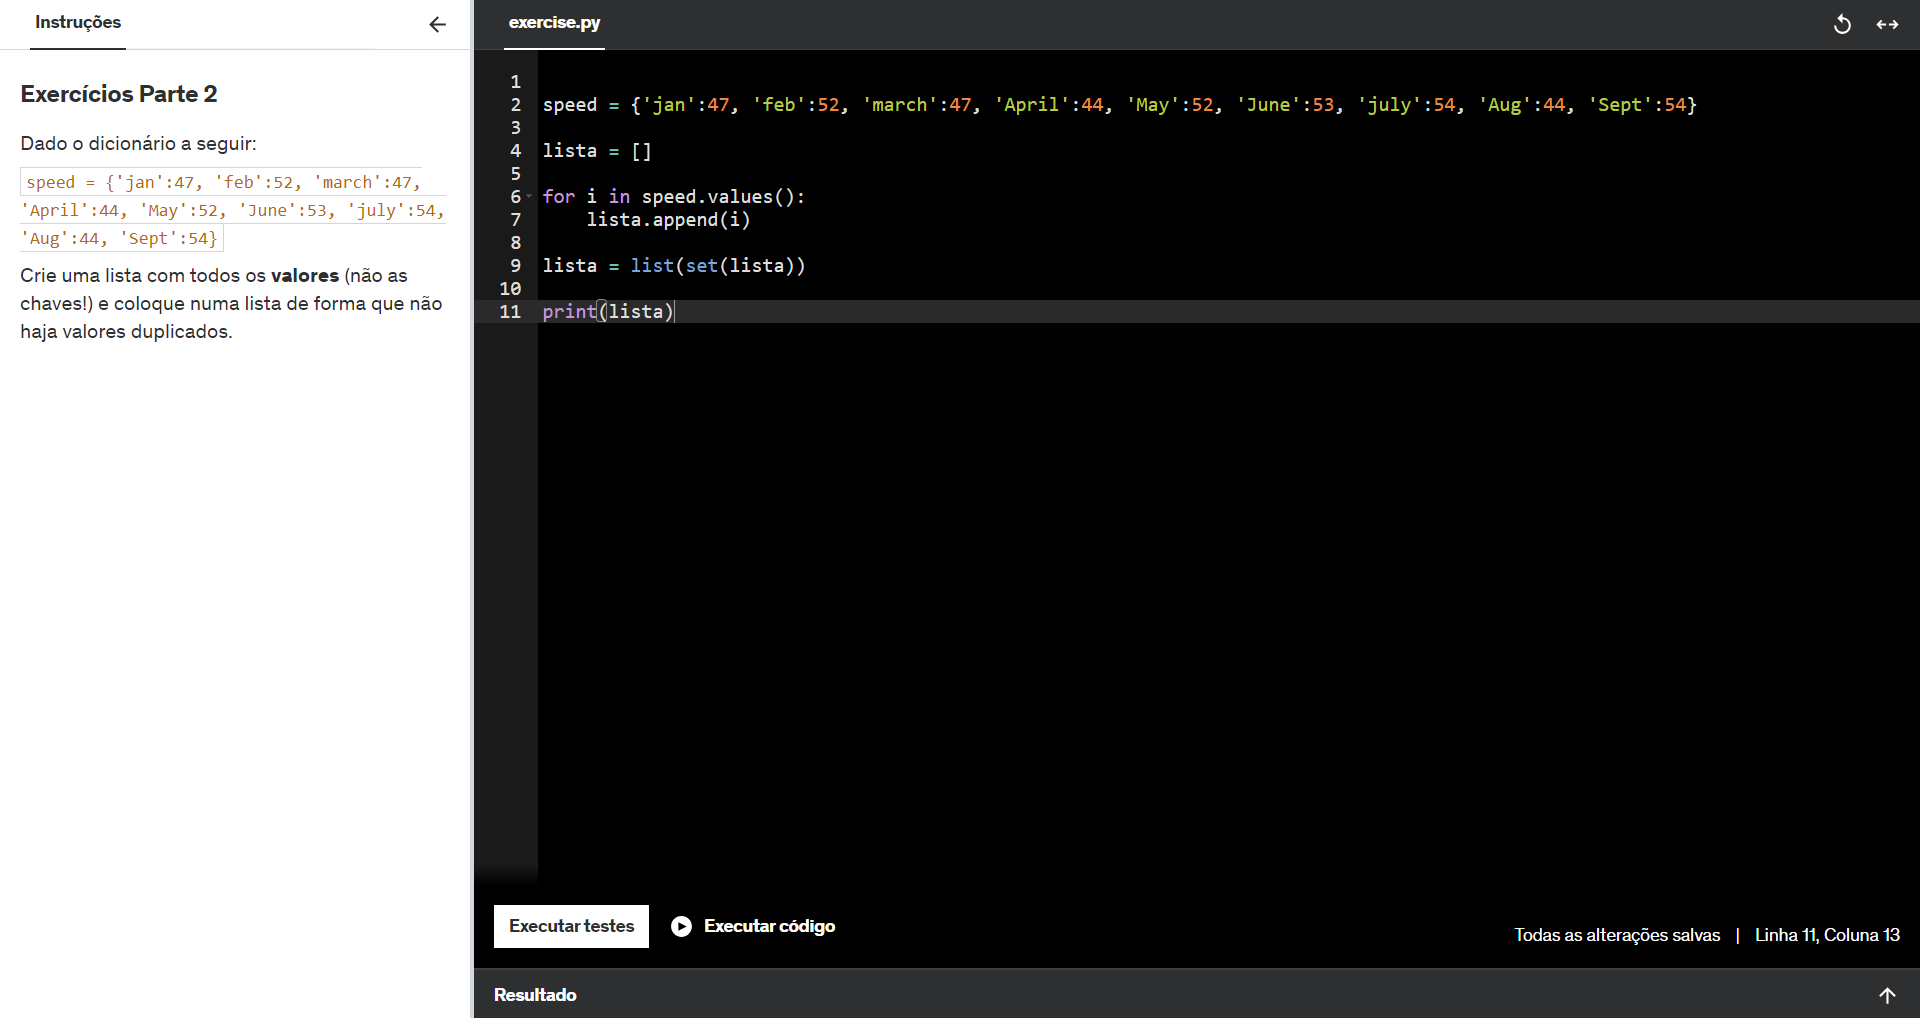 Instruções
Exercícios Parte 2
Dado o dicionário a seguir:
speed = {'jan':47, 'feb':52, 'march':47,
'April':44, 'May':52, 'June':53, 'july':54,
'Aug':44, 'Sept':54}
Crie uma lista com todos os valores (não as
chaves!) e coloque numa lista de forma que não
haja valores duplicados.
exercise.py
1
2 speed = {'jan':47, 'feb':52, 'march':47, 'April':44, 'May':52, 'June':53, 'july':54, 'Aug':44, 'Sept':54}
3
4 lista = []
5
6 for i in speed.values():
7     lista.append(i)
8
9 lista = list(set(lista))
10
11 print(lista)
Executar testes
Executar código
Todas as alterações salvas | Linha 11, Coluna 13
Resultado